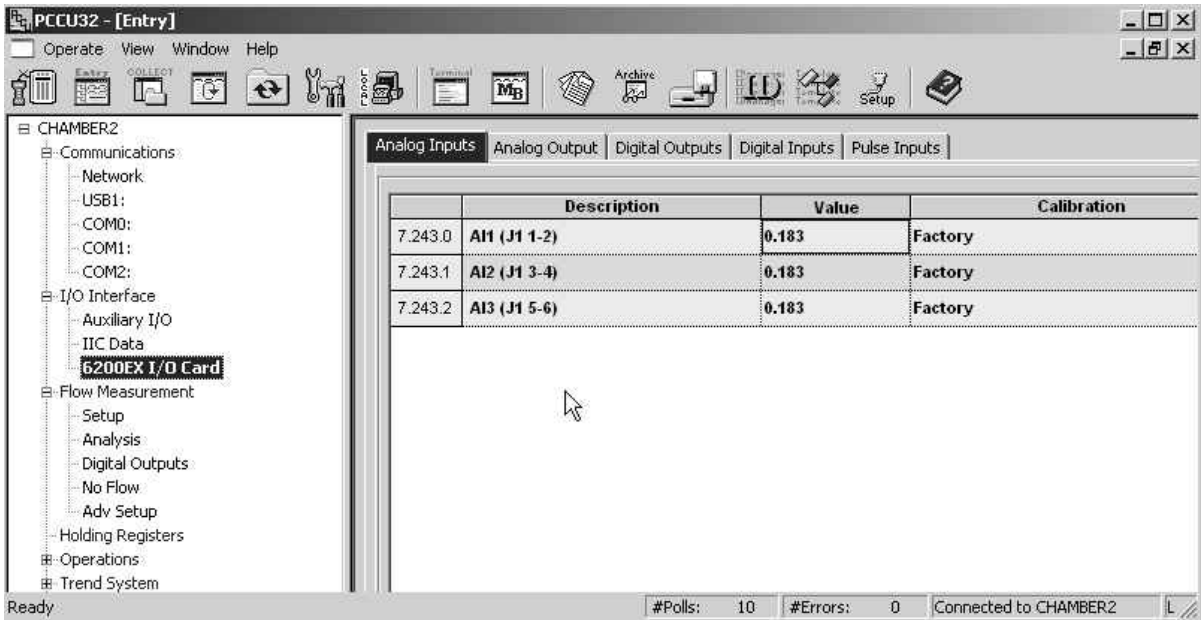 PCCU32 - [Entry]
Operate View Window Help
Entry
COLLECT
LOCAL
Terminal
MB
Archive
Setup
CHAMBER2
Communications
Network
USB1:
COM0:
COM1:
COM2:
I/O Interface
Auxiliary I/O
IIC Data
6200EX I/O Card
Flow Measurement
Setup
Analysis
Digital Outputs
No Flow
Adv Setup
Holding Registers
Operations
Trend System
Analog Inputs Analog Output Digital Outputs Digital Inputs Pulse Inputs
Description Value Calibration
7.243.0 AI1 (J1 1-2) 0.183 Factory
7.243.1 AI2 (J1 3-4) 0.183 Factory
7.243.2 AI3 (J1 5-6) 0.183 Factory
Ready #Polls: 10 #Errors: 0 Connected to CHAMBER2 L